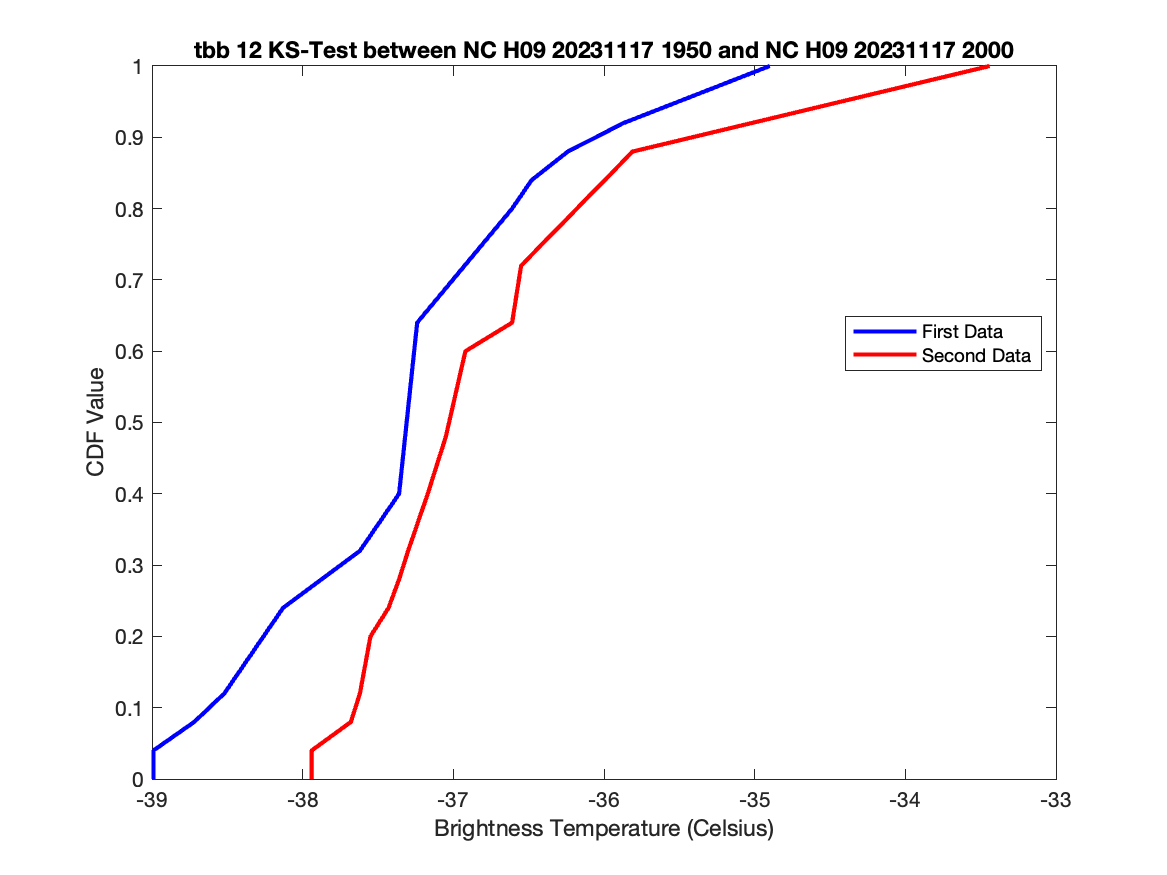 tbb 12 KS-Test between NC H09 20231117 1950 and NC H09 20231117 2000
1
0.9
0.8
0.7
0.6
0.5
0.4
0.3
0.2
0.1
0
CDF Value
First Data
Second Data
-39 -38 -37 -36 -35 -34 -33
Brightness Temperature (Celsius)